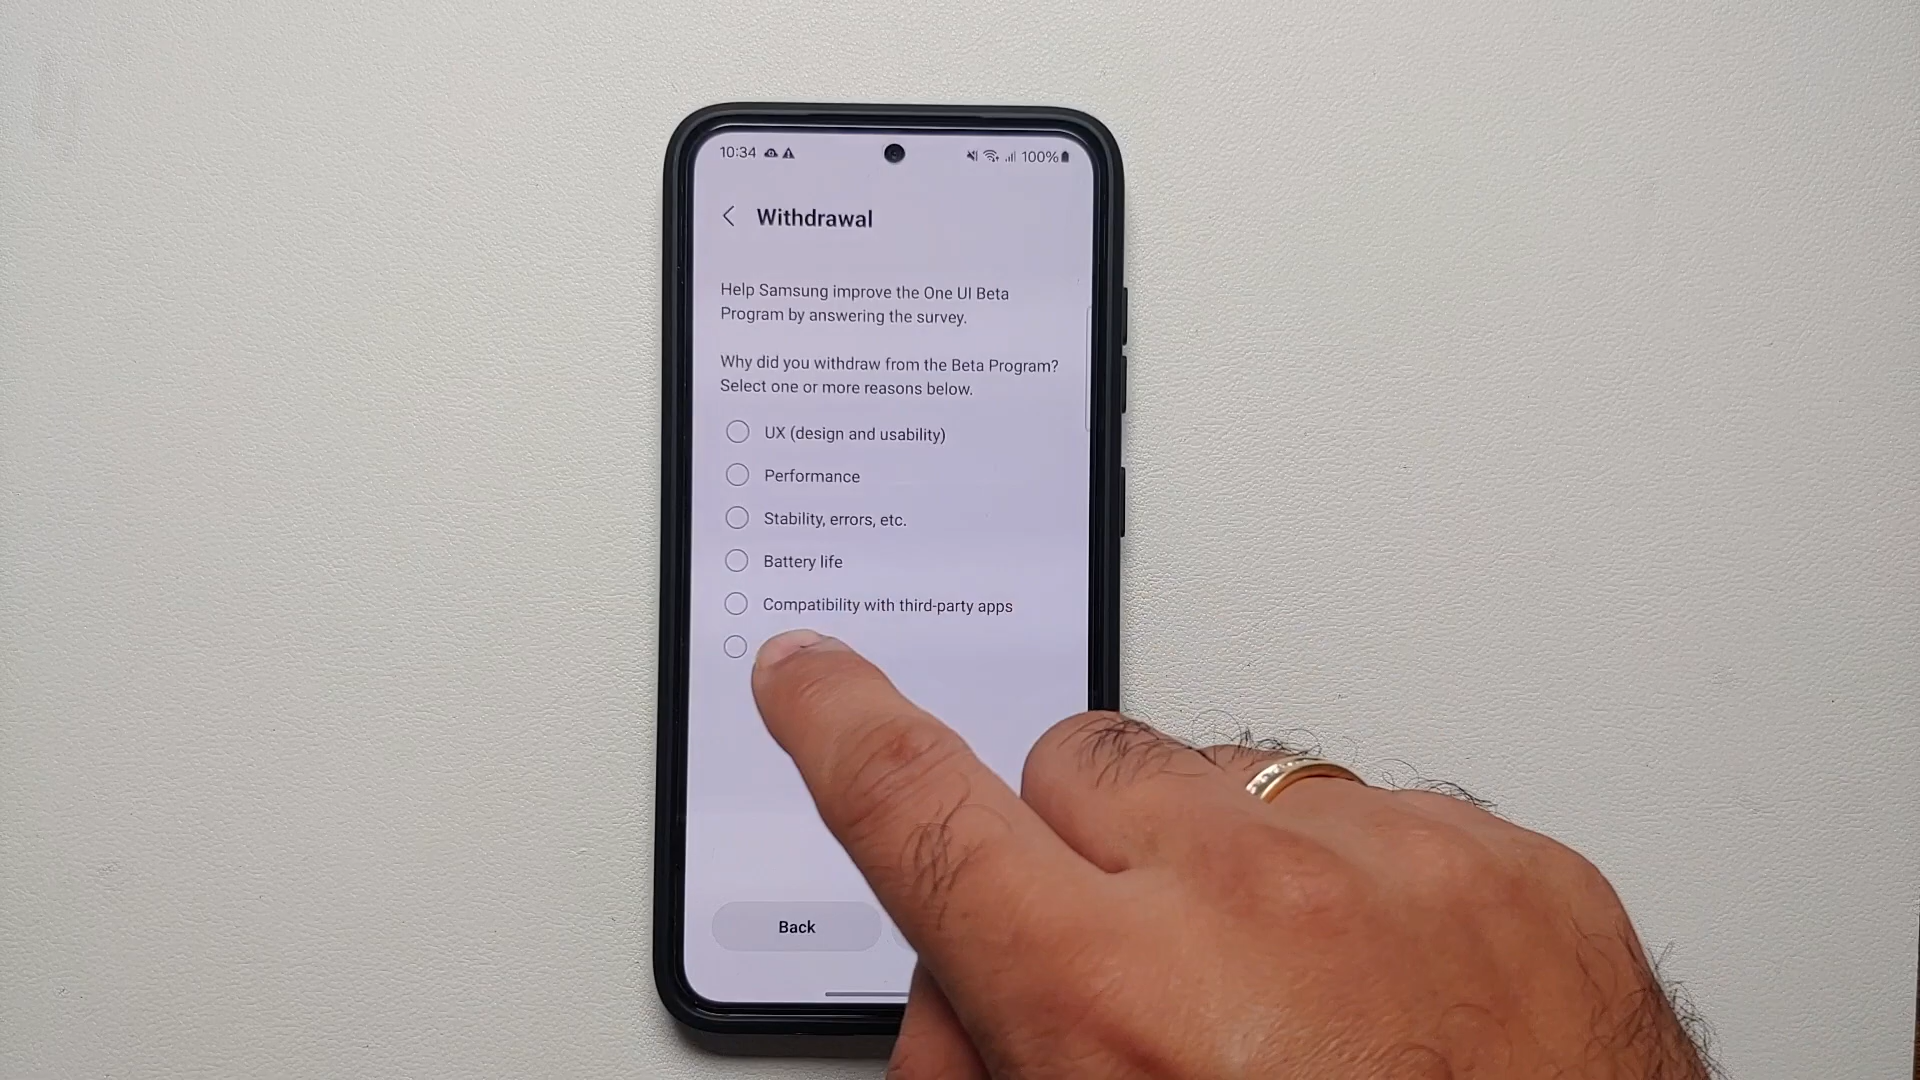 10:34 100%
Withdrawal
Help Samsung improve the One UI Beta
Program by answering the survey.
Why did you withdraw from the Beta Program?
Select one or more reasons below.
UX (design and usability)
Performance
Stability, errors, etc.
Battery life
Compatibility with third-party apps
Back